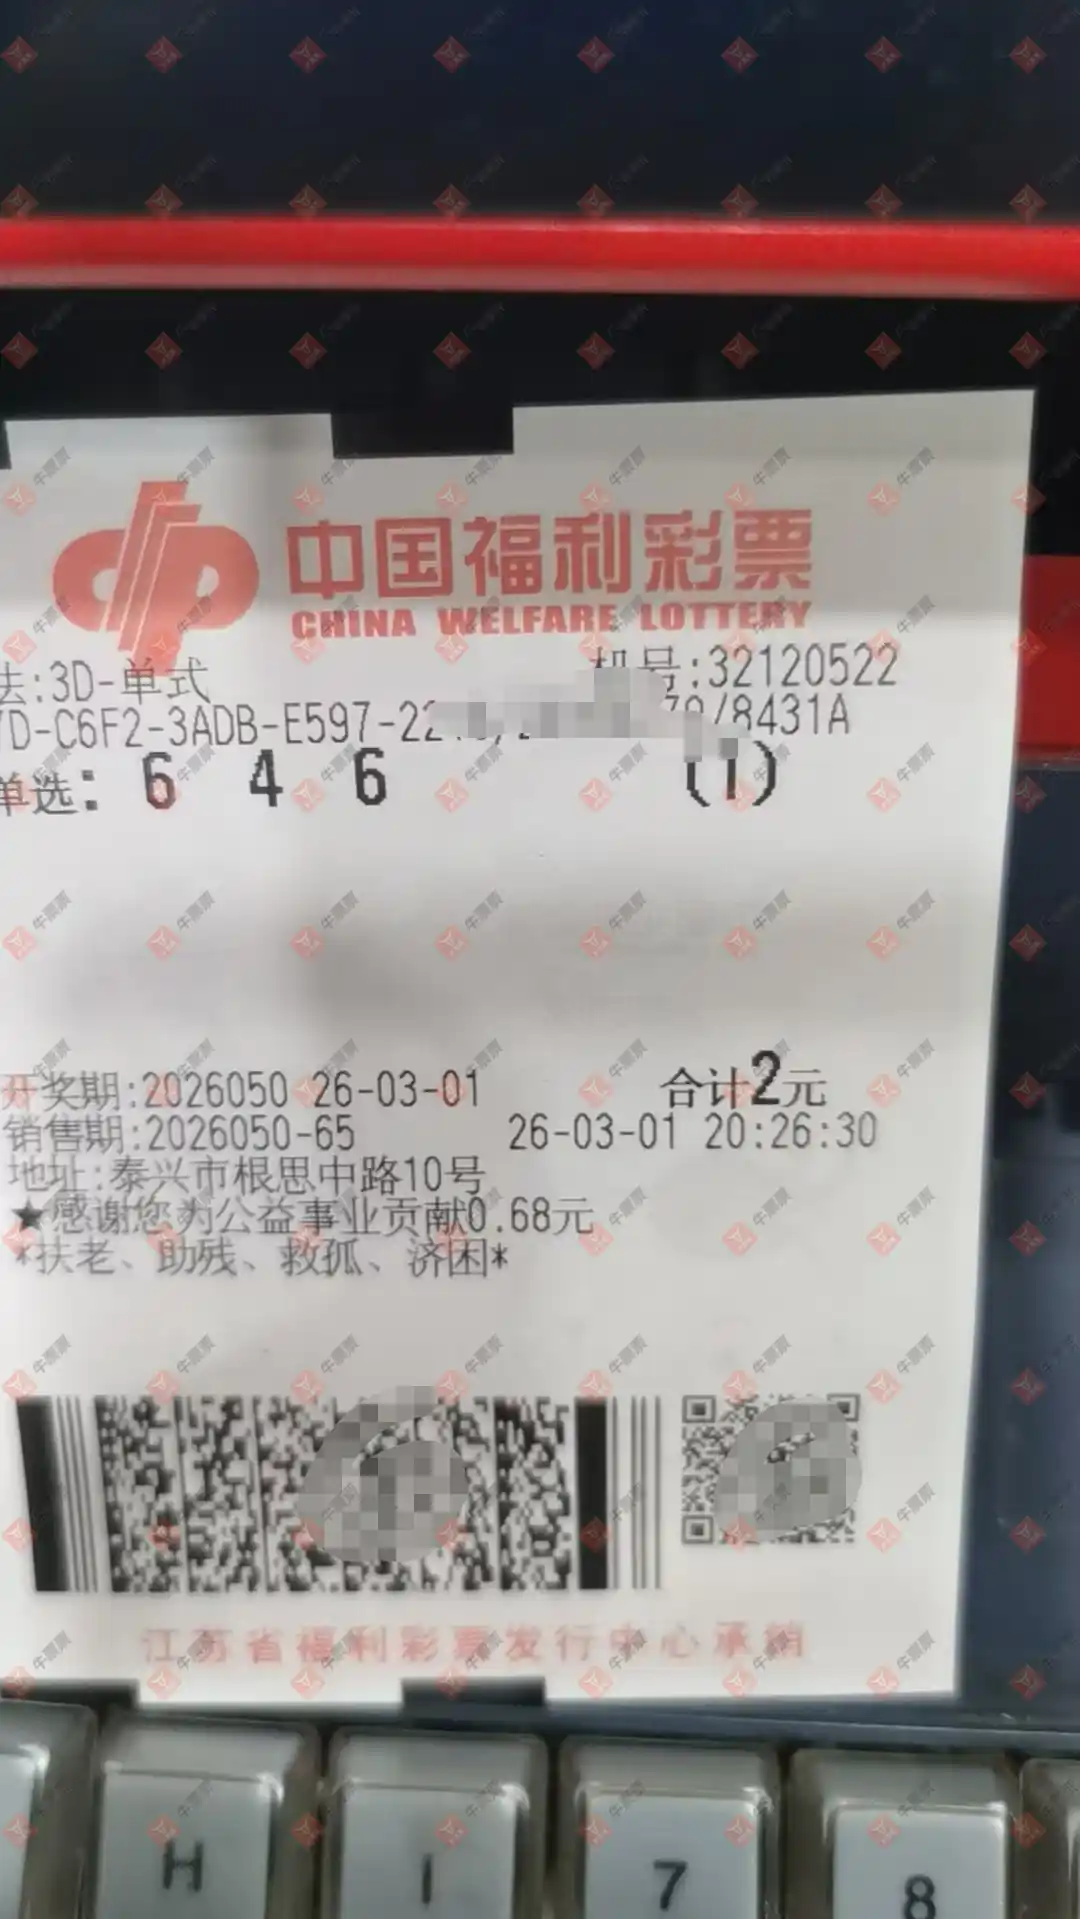 中国福利彩票
CHINA WELFARE LOTTERY
法:3D-单式 机号:32120522
D-C6F2-3ADB-E597-22 /8431A
单选: 6 4 6 (1)
开奖期:2026050 26-03-01 合计2元
销售期:2026050-65 26-03-01 20:26:30
地址:泰兴市根思中路10号
★感谢您为公益事业贡献0.68元
*扶老、助残、救孤、济困*
江苏省福利彩票发行中心承销
H I 7 8
牛票票